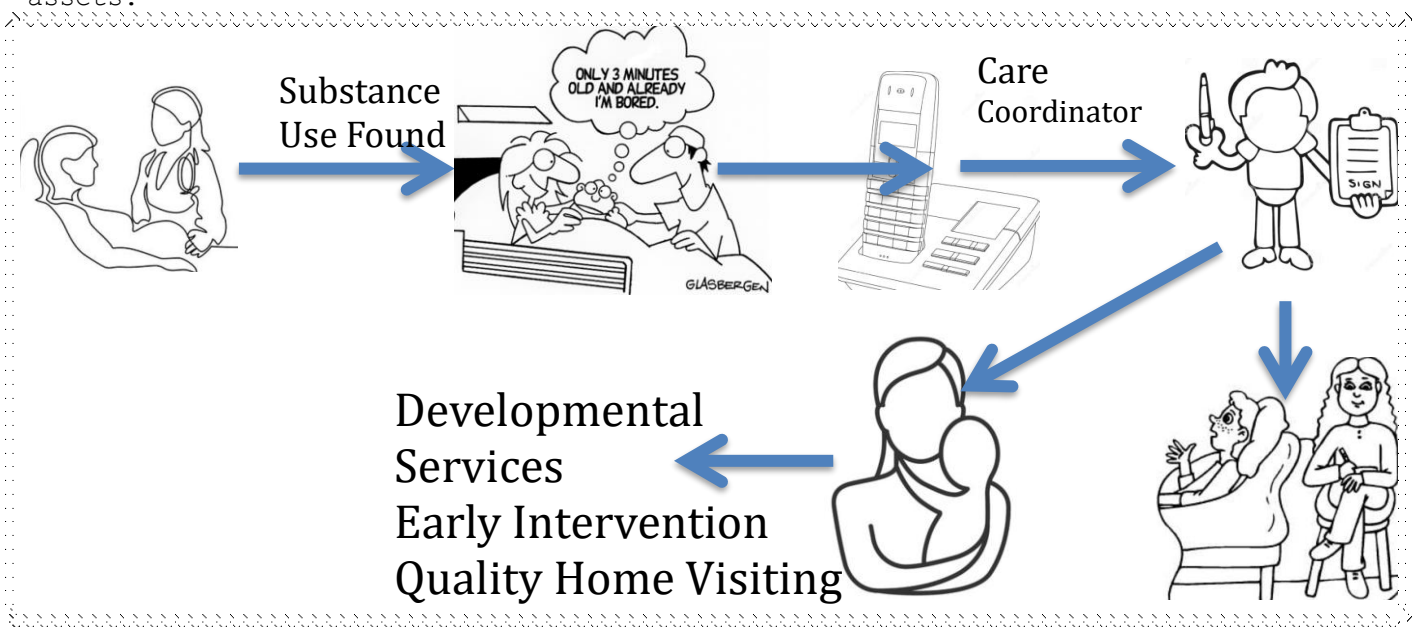 assets.
Substance
Use Found
ONLY 3 MINUTES
OLD AND ALREADY
I'M BORED.
GLASBERGEN
Care
Coordinator
SIGN
Developmental
Services
Early Intervention
Quality Home Visiting